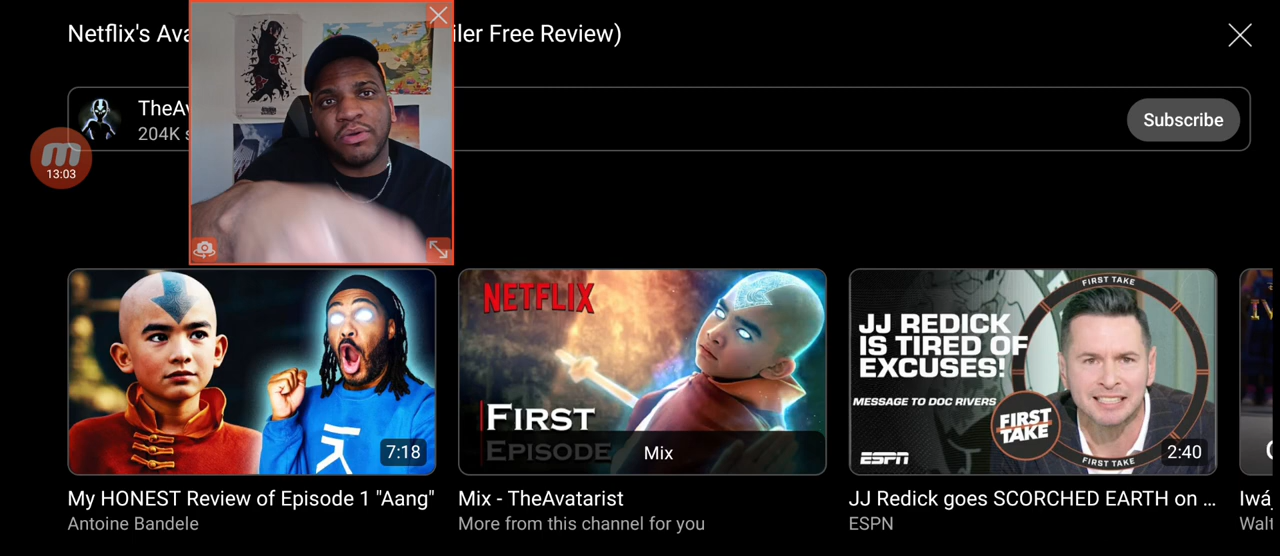 Netflix's Ava
iler Free Review)
TheAv
204K s
Subscribe
13:03
NETFLIX
FIRST
EPISODE
Mix
7:18
JJ REDICK
IS TIRED OF
EXCUSES!
MESSAGE TO DOC RIVERS
FIRST TAKE
FIRST
TAKE
FIRST TAKE
ESPN
2:40
My HONEST Review of Episode 1 "Aang"
Antoine Bandele
Mix - TheAvatarist
More from this channel for you
JJ Redick goes SCORCHED EARTH on ...
ESPN
Iwá
Walt